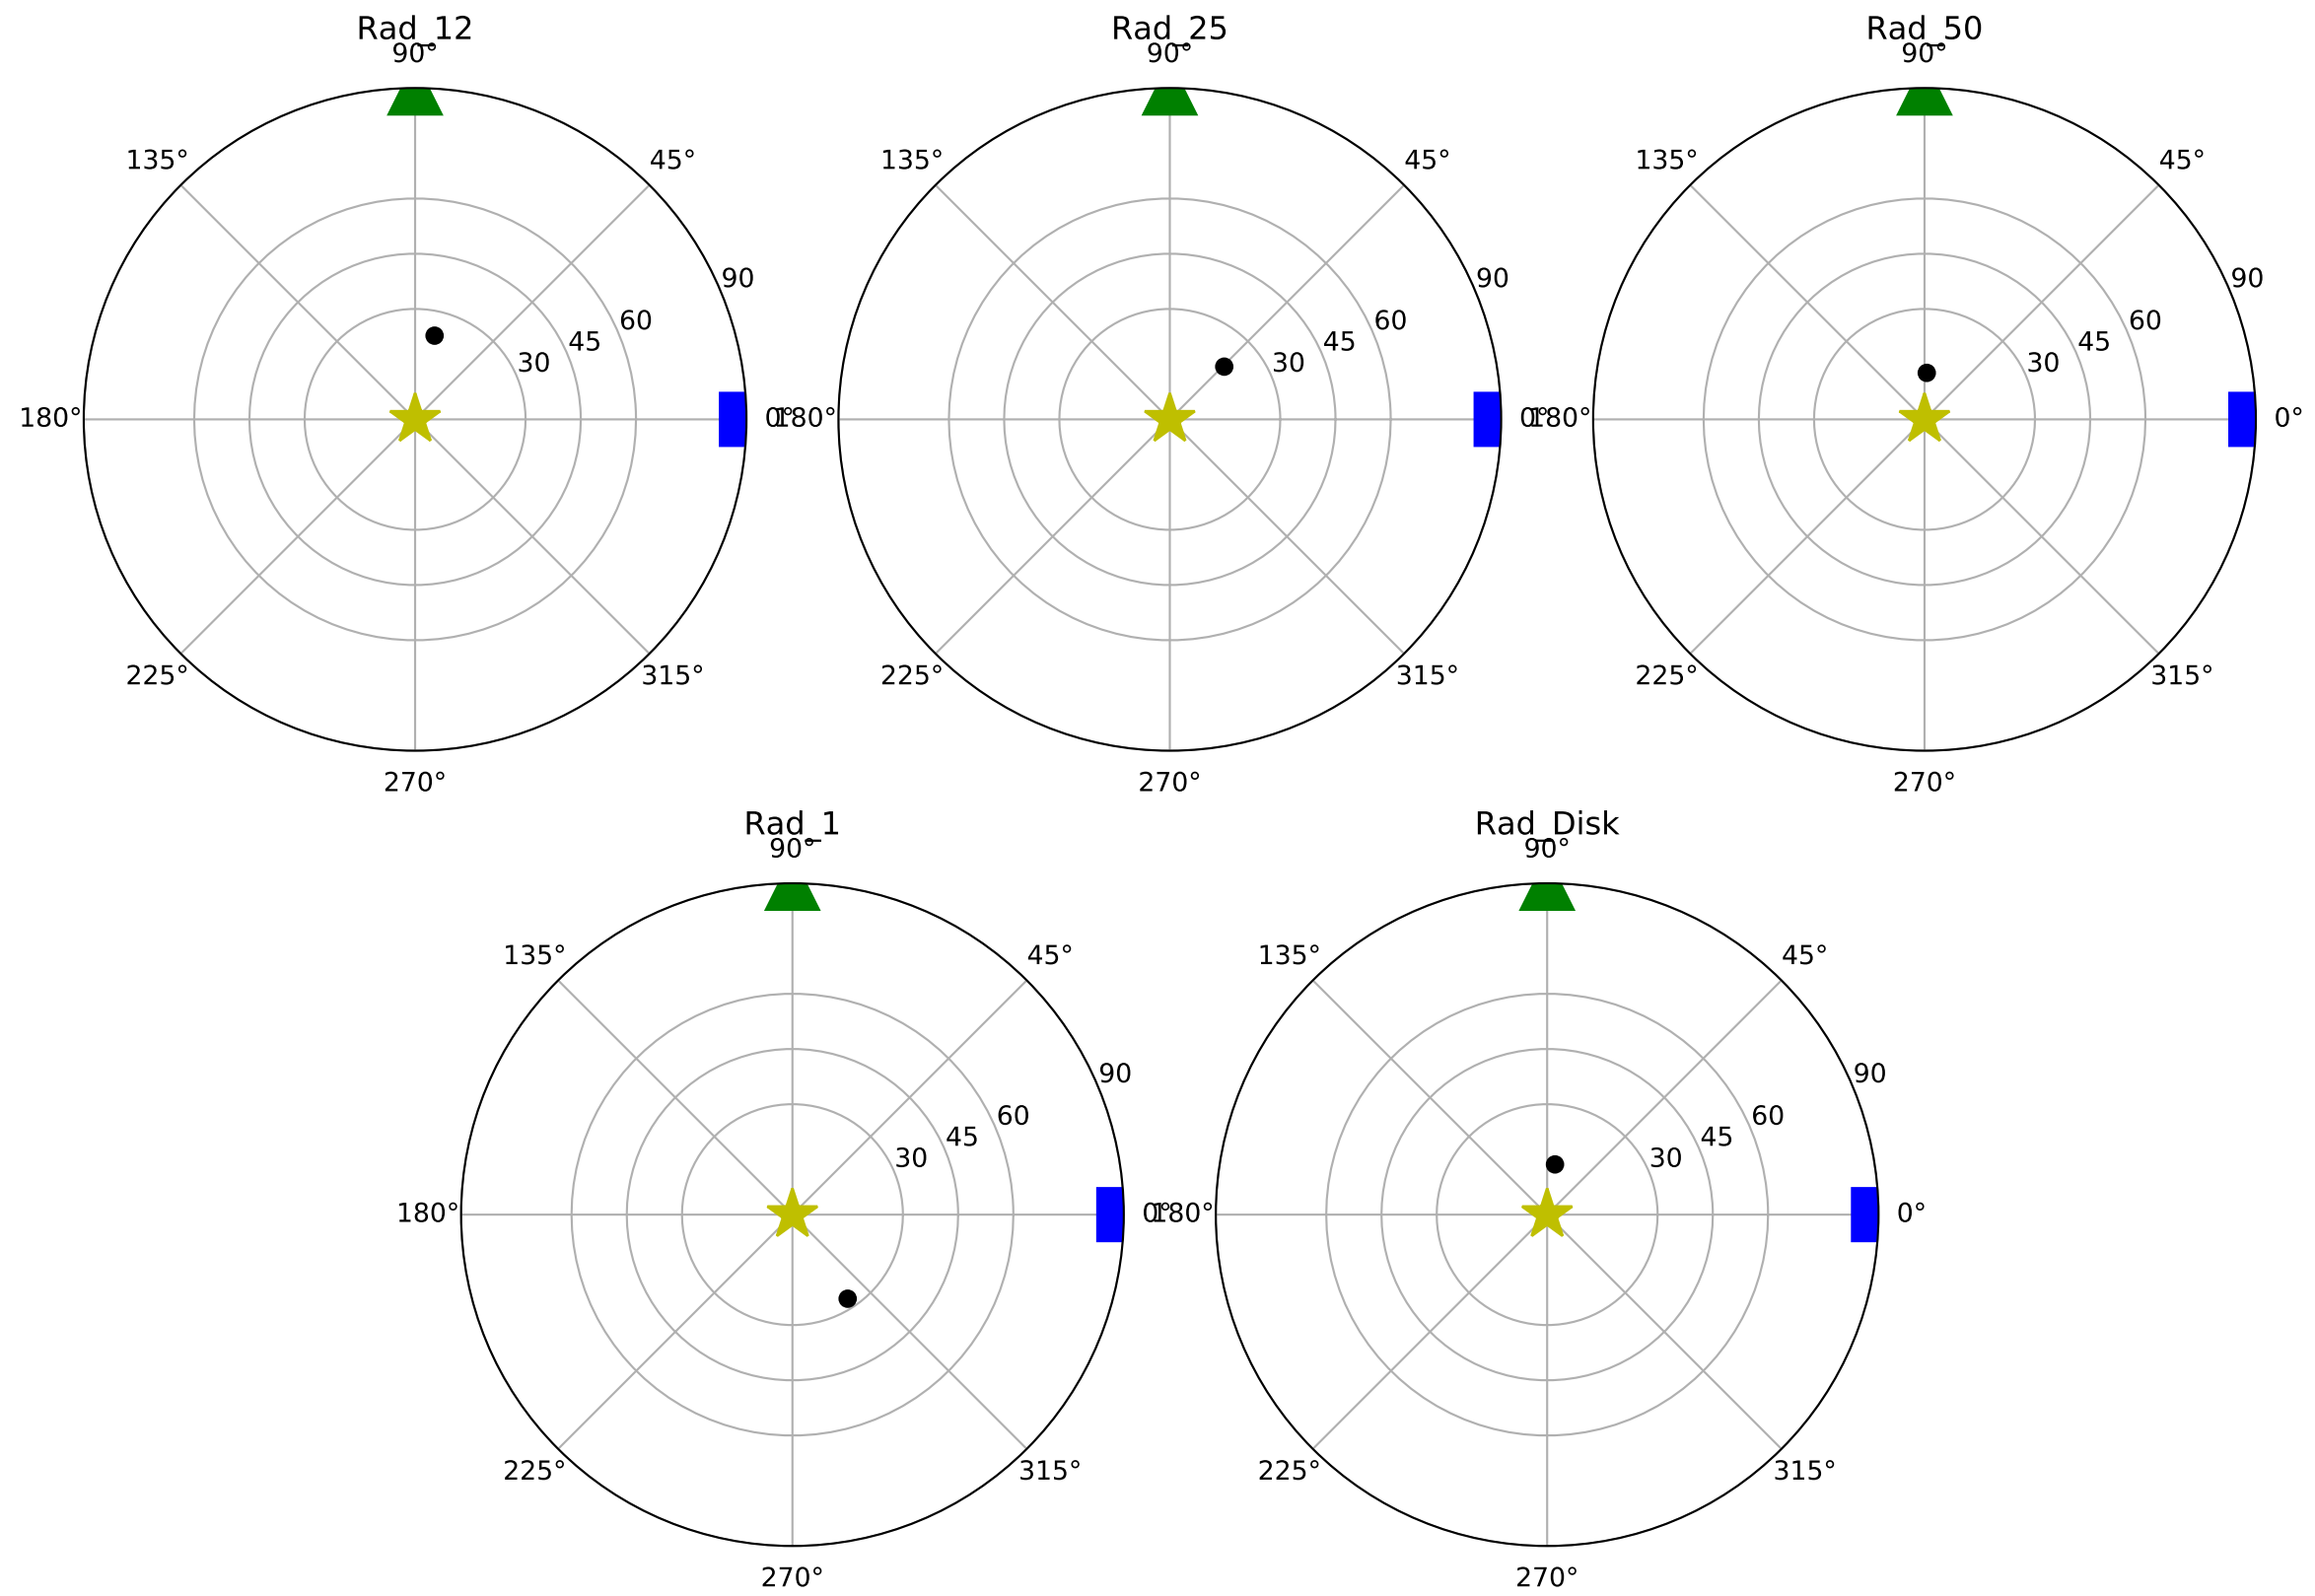 Rad_12 Rad_25 Rad_50
90° 90° 90°
135° 45° 135° 45° 135° 45°
90 90 90
60 60 60
45 45 45
30 30 30
180° 0° 180° 0° 180° 0°
225° 315° 225° 315° 225° 315°
270° 270° 270°
Rad_1 Rad_Disk
90° 90°
135° 45° 135° 45°
90 90
60 60
45 45
30 30
180° 0° 180° 0°
225° 315° 225° 315°
270° 270°